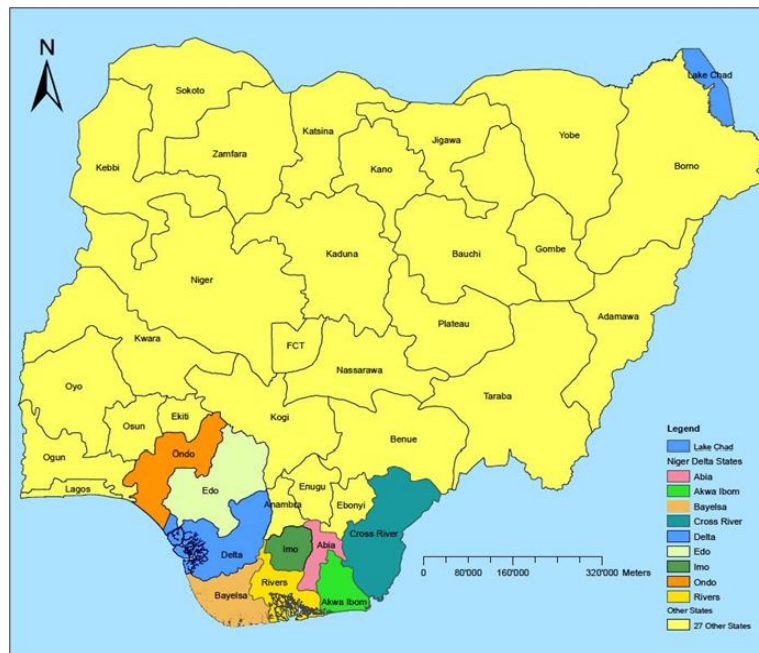 N
Lake Chad
Sokoto
Katsina
Jigawa
Yobe
Kebbi
Zamfara
Kano
Borno
Kaduna
Bauchi
Gombe
Niger
Adamawa
Plateau
Kwara
FCT
Nassarawa
Oyo
Taraba
Osun
Ekiti
Kogi
Benue
Ogun
Ondo
Edo
Lagos
Enugu
Anambra
Ebonyi
Cross River
Delta
Imo
Abia
Rivers
Bayelsa
Akwa Ibom
Legend
Lake Chad
Niger Delta States
Abia
Akwa Ibom
Bayelsa
Cross River
Delta
Edo
Imo
Ondo
Rivers
Other States
27 Other States
0 80'000 160'000 320'000 Meters